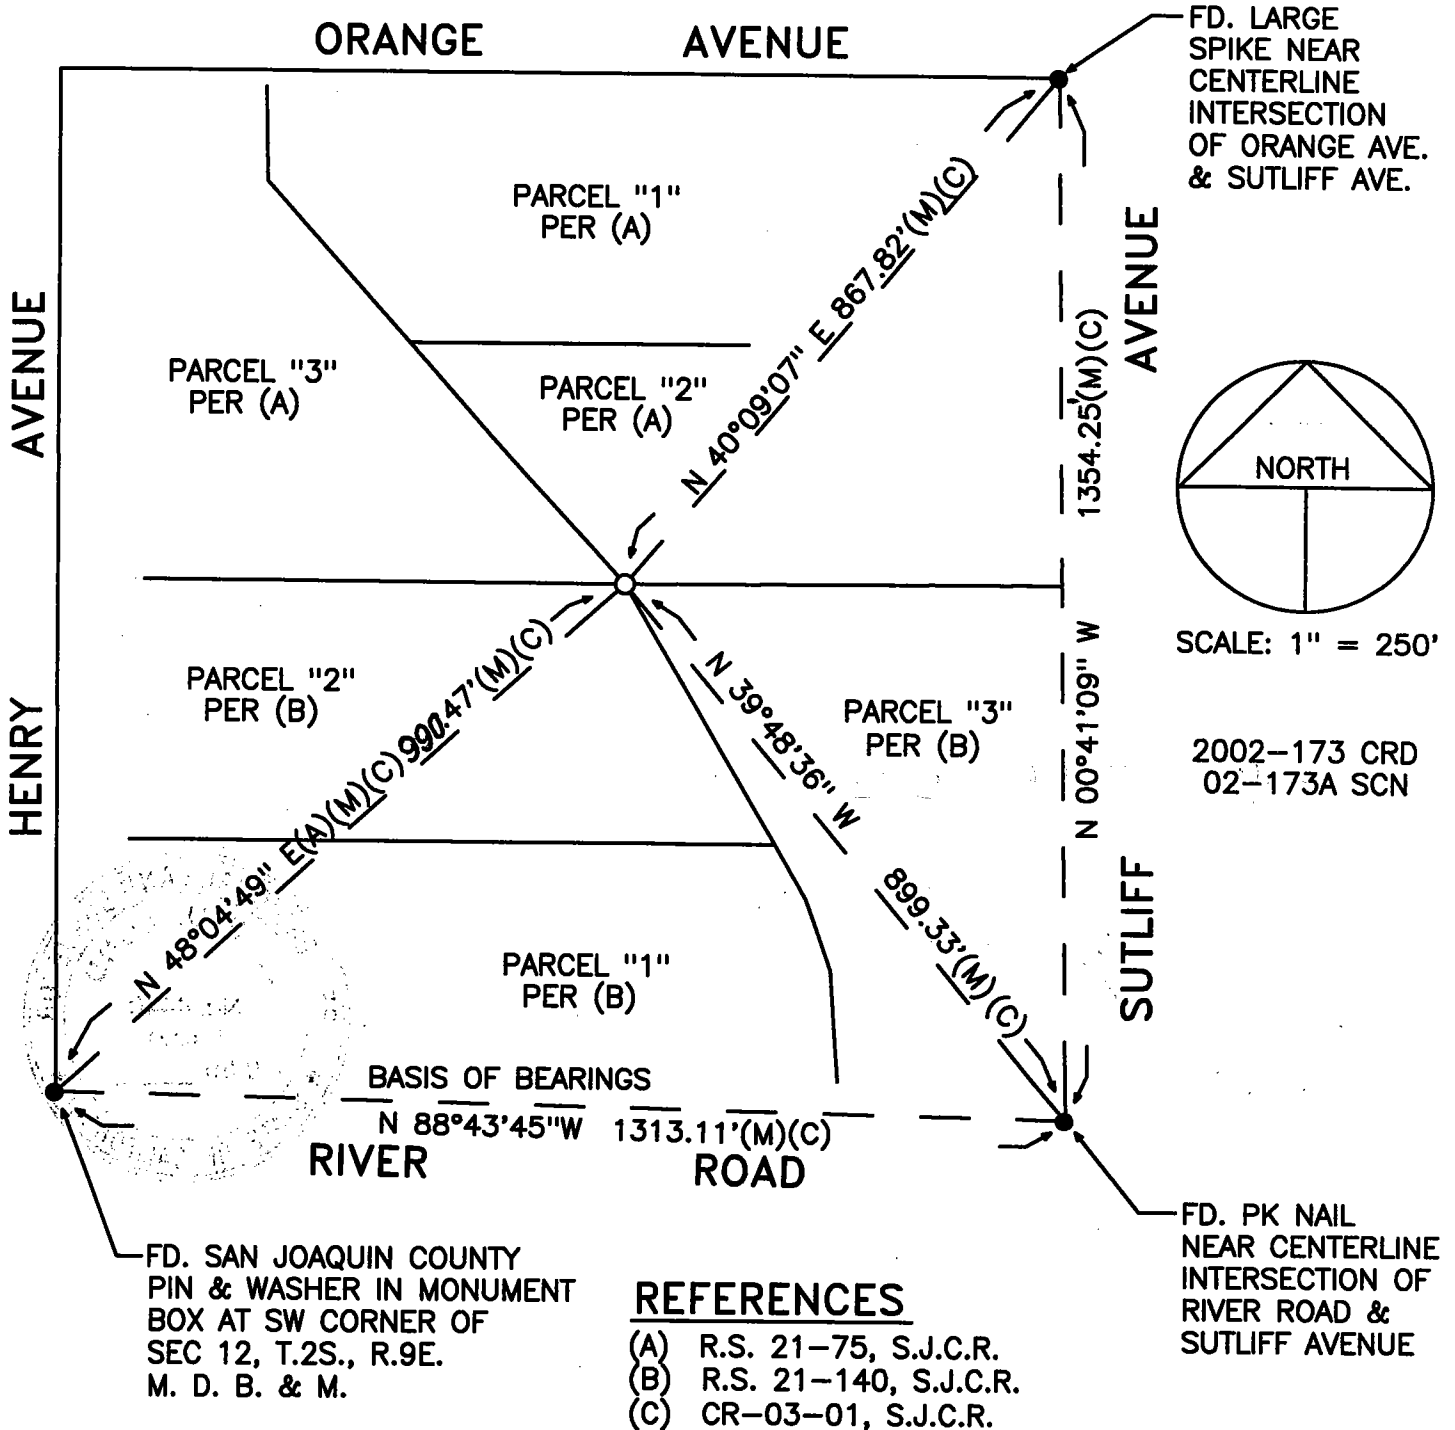 ORANGE AVENUE
FD. LARGE
SPIKE NEAR
CENTERLINE
INTERSECTION
OF ORANGE AVE.
& SUTLIFF AVE.
PARCEL "1"
PER (A)
N 40°09'07" E 867.82'(M)(C)
AVENUE
1354.25'(M)(C)
AVENUE
PARCEL "3"
PER (A)
PARCEL "2"
PER (A)
NORTH
SCALE: 1" = 250'
PARCEL "2"
PER (B)
N 48°04'49" E(A)(M)(C) 990.47'(M)(C)
N 39°48'36" W 899.33'(M)(C)
PARCEL "3"
PER (B)
N 00°41'09" W
2002-173 CRD
02-173A SCN
HENRY
SUTLIFF
PARCEL "1"
PER (B)
BASIS OF BEARINGS
N 88°43'45"W 1313.11'(M)(C)
RIVER ROAD
FD. SAN JOAQUIN COUNTY
PIN & WASHER IN MONUMENT
BOX AT SW CORNER OF
SEC 12, T.2S., R.9E.
M. D. B. & M.
FD. PK NAIL
NEAR CENTERLINE
INTERSECTION OF
RIVER ROAD &
SUTLIFF AVENUE
REFERENCES
(A) R.S. 21-75, S.J.C.R.
(B) R.S. 21-140, S.J.C.R.
(C) CR-03-01, S.J.C.R.